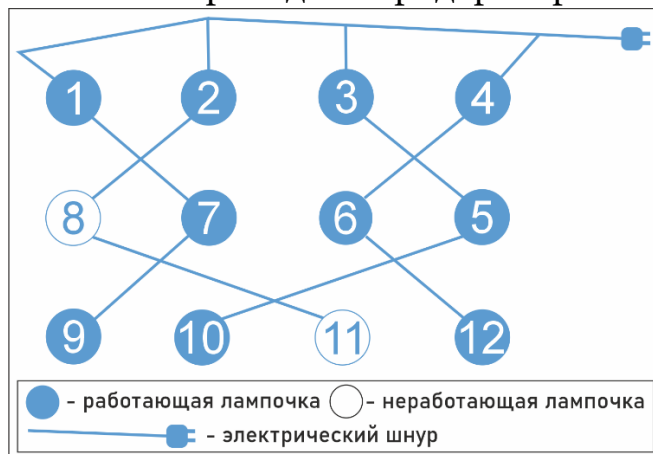 1 2 3 4
8 7 6 5
9 10 11 12
- работающая лампочка - неработающая лампочка
- электрический шнур